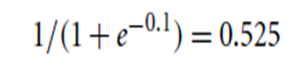 1/(1 + e^−0.1) = 0.525